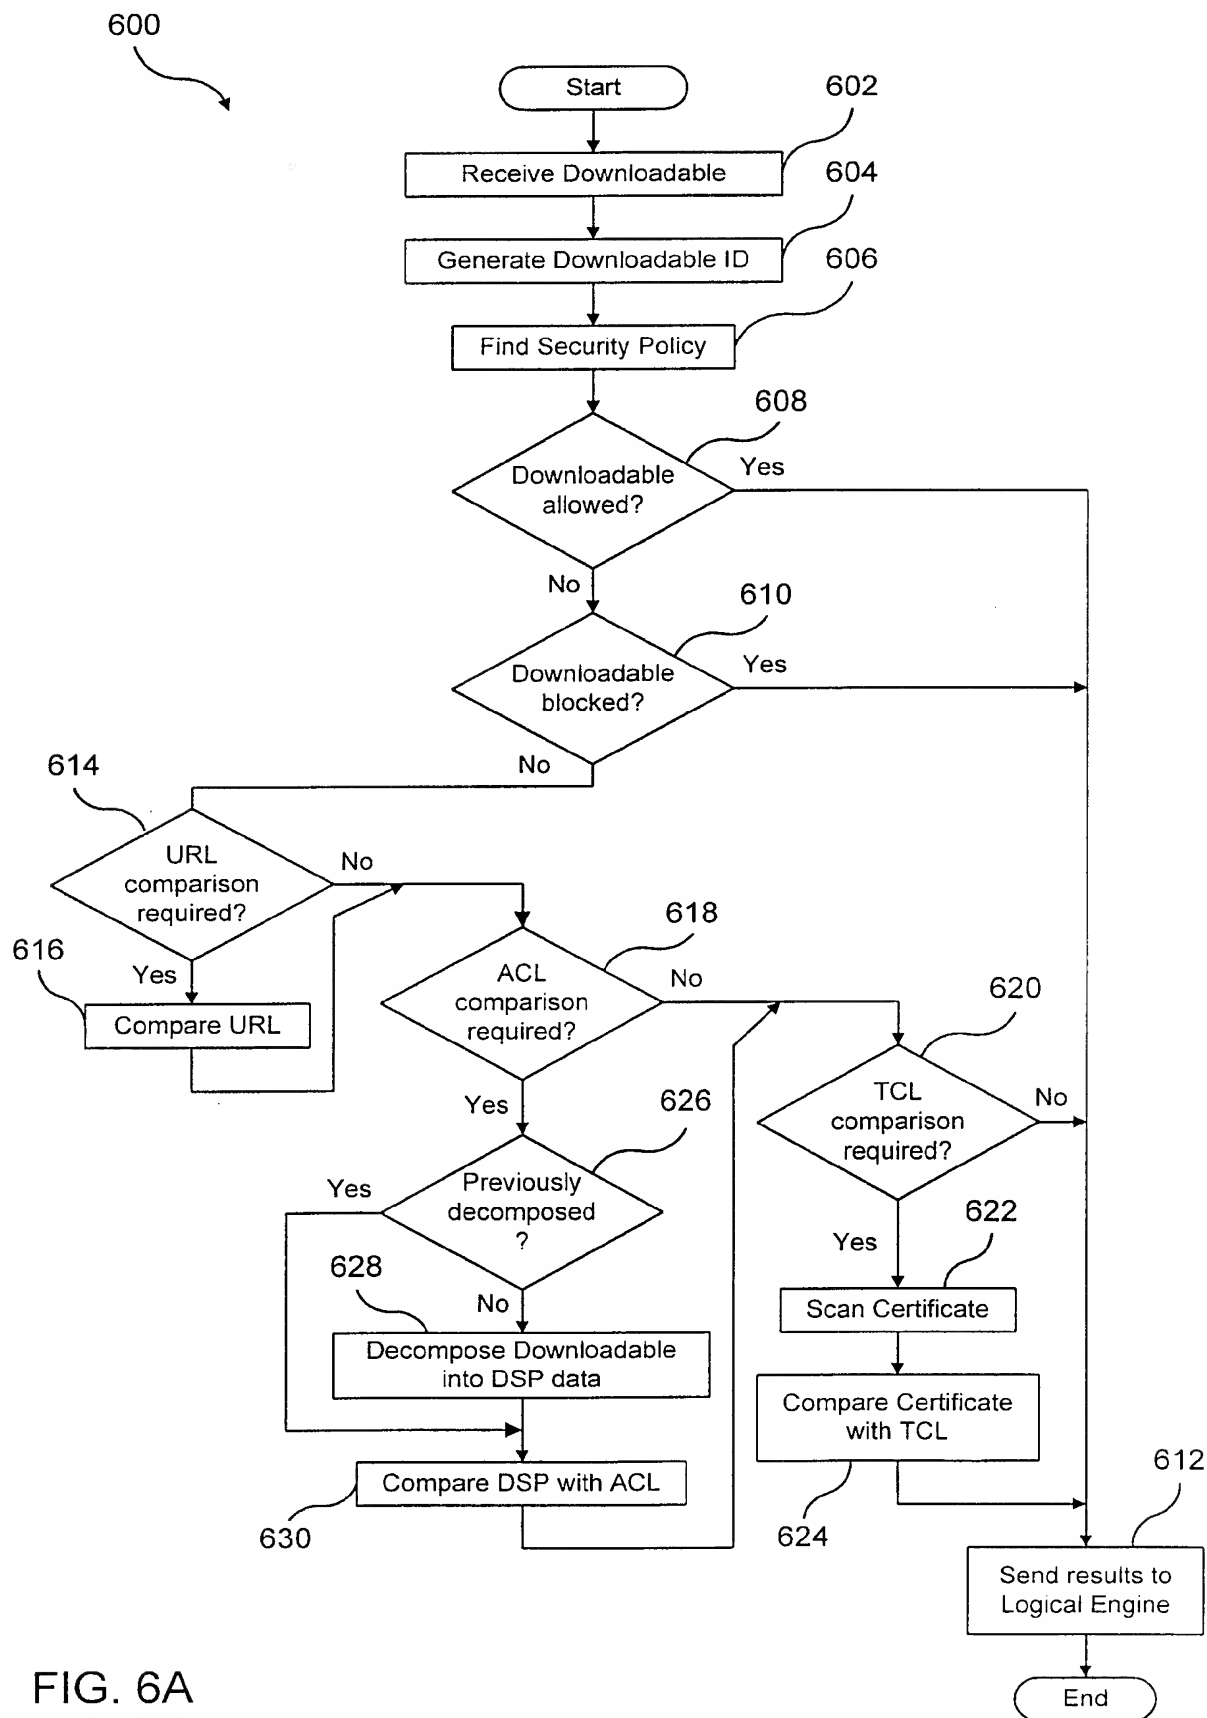 600
Start
602
Receive Downloadable
604
Generate Downloadable ID
606
Find Security Policy
608
Downloadable
allowed?
Yes
No
610
Downloadable
blocked?
Yes
No
614
URL
comparison
required?
No
Yes
616
Compare URL
618
ACL
comparison
required?
No
Yes
620
TCL
comparison
required?
No
Yes
626
Previously
decomposed
?
Yes
No
622
Scan Certificate
628
Decompose Downloadable
into DSP data
Compare Certificate
with TCL
624
Compare DSP with ACL
630
612
Send results to
Logical Engine
End
FIG. 6A